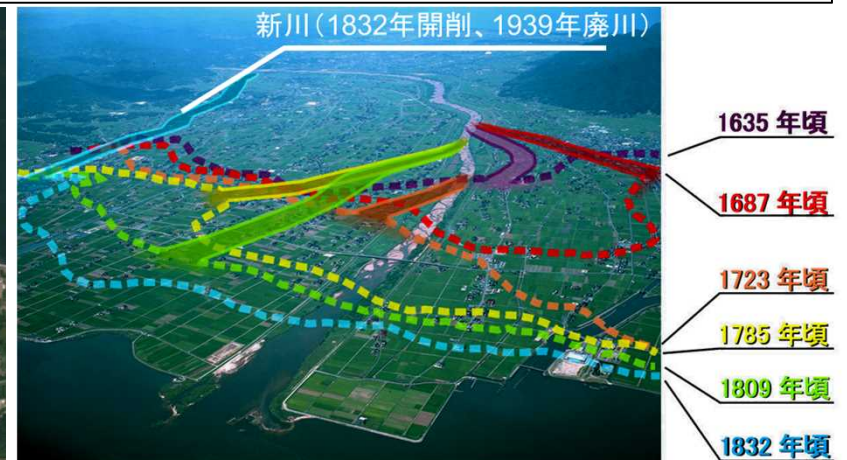 新川（1832年開削、1939年廃川）
1635 年頃
1687 年頃
1723 年頃
1785 年頃
1809 年頃
1832 年頃